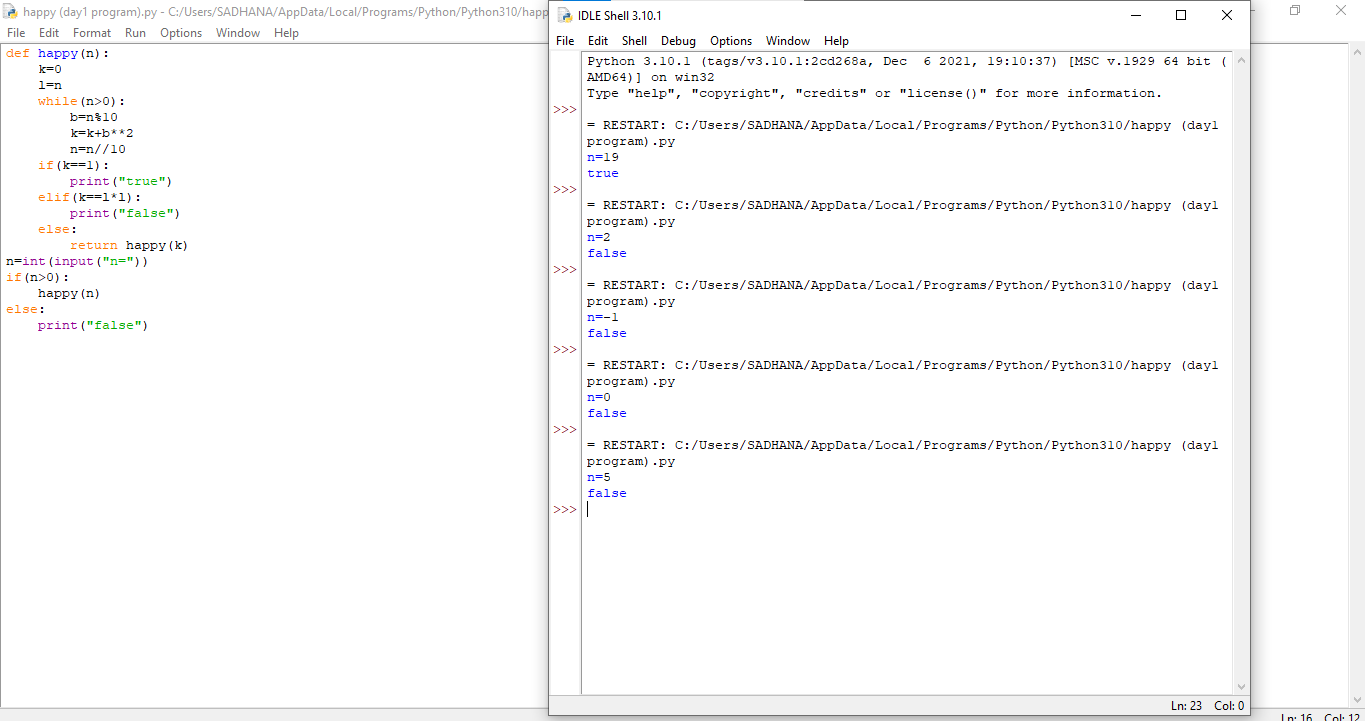 happy (day1 program).py - C:/Users/SADHANA/AppData/Local/Programs/Python/Python310/happ
File Edit Format Run Options Window Help
def happy(n):
    k=0
    l=n
    while(n>0):
        b=n%10
        k=k+b**2
        n=n//10
    if(k==1):
        print("true")
    elif(k==l*l):
        print("false")
    else:
        return happy(k)
n=int(input("n="))
if(n>0):
    happy(n)
else:
    print("false")
IDLE Shell 3.10.1
File Edit Shell Debug Options Window Help
Python 3.10.1 (tags/v3.10.1:2cd268a, Dec  6 2021, 19:10:37) [MSC v.1929 64 bit (
AMD64)] on win32
Type "help", "copyright", "credits" or "license()" for more information.
>>>
= RESTART: C:/Users/SADHANA/AppData/Local/Programs/Python/Python310/happy (day1
program).py
n=19
true
>>>
= RESTART: C:/Users/SADHANA/AppData/Local/Programs/Python/Python310/happy (day1
program).py
n=2
false
>>>
= RESTART: C:/Users/SADHANA/AppData/Local/Programs/Python/Python310/happy (day1
program).py
n=-1
false
>>>
= RESTART: C:/Users/SADHANA/AppData/Local/Programs/Python/Python310/happy (day1
program).py
n=0
false
>>>
= RESTART: C:/Users/SADHANA/AppData/Local/Programs/Python/Python310/happy (day1
program).py
n=5
false
>>>
Ln: 23 Col: 0
Ln: 16 Col: 12